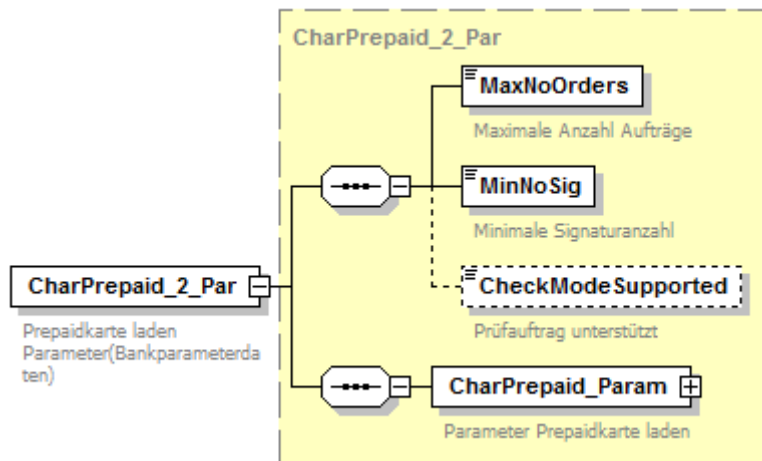 CharPrepaid_2_Par
MaxNoOrders
Maximale Anzahl Aufträge
MinNoSig
Minimale Signaturanzahl
CharPrepaid_2_Par
CheckModeSupported
Prepaidkarte laden
Parameter(Bankparameterda
ten)
Prüfauftrag unterstützt
CharPrepaid_Param
Parameter Prepaidkarte laden